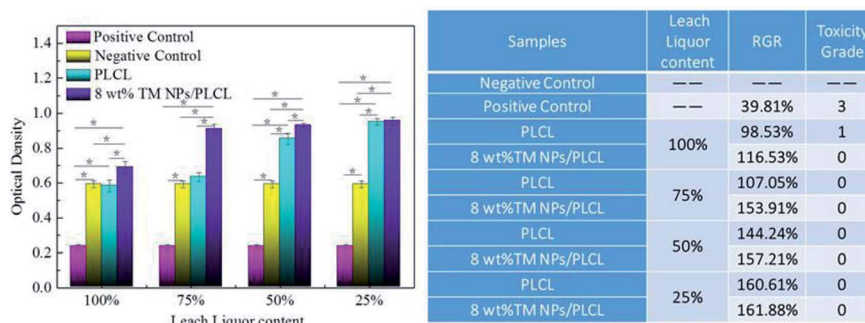 1.4
1.2
1.0
0.8
0.6
0.4
0.2
0.0
Optical Density
Positive Control
Negative Control
PLCL
8 wt% TM NPs/PLCL
* * * *
* * * *
* * * *
* * * *
100% 75% 50% 25%
Leach Liquor content
Samples Leach Liquor content RGR Toxicity Grade
Negative Control —— —— ——
Positive Control —— 39.81% 3
PLCL 100% 98.53% 1
8 wt%TM NPs/PLCL 116.53% 0
PLCL 75% 107.05% 0
8 wt%TM NPs/PLCL 153.91% 0
PLCL 50% 144.24% 0
8 wt%TM NPs/PLCL 157.21% 0
PLCL 25% 160.61% 0
8 wt%TM NPs/PLCL 161.88% 0